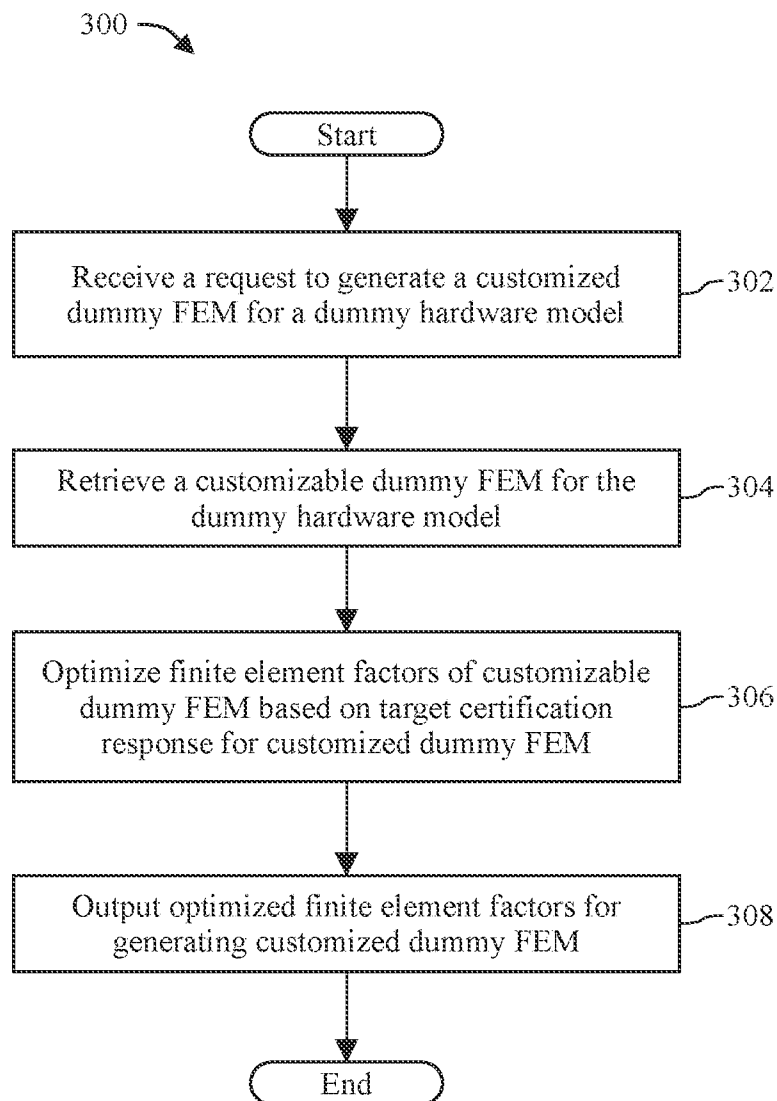 300
Start
Receive a request to generate a customized
dummy FEM for a dummy hardware model
302
Retrieve a customizable dummy FEM for the
dummy hardware model
304
Optimize finite element factors of customizable
dummy FEM based on target certification
response for customized dummy FEM
306
Output optimized finite element factors for
generating customized dummy FEM
308
End